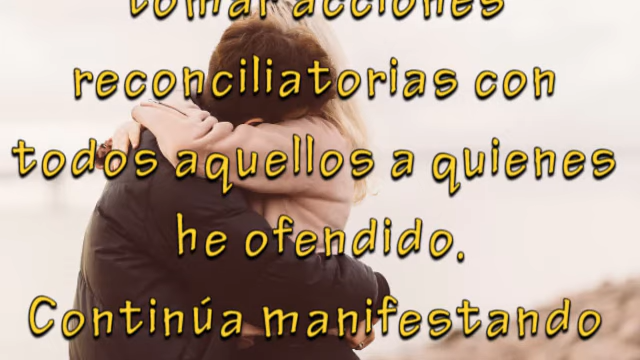 tomar acciones
reconciliatorias con
todos aquellos a quienes
he ofendido.
Continúa manifestando